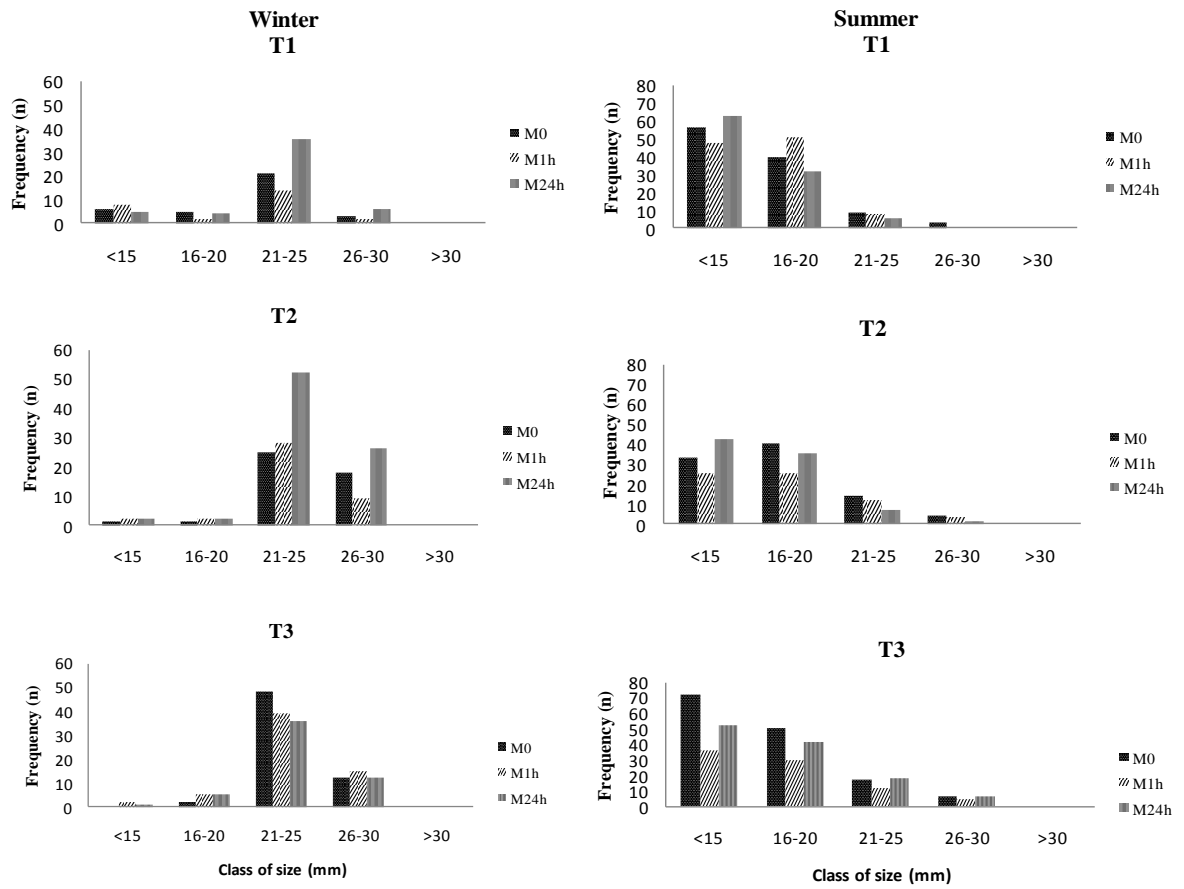 Winter
T1
Frequency (n)
60
50
40
30
20
10
0
<15 16-20 21-25 26-30 >30
M0
M1h
M24h
T2
Frequency (n)
60
50
40
30
20
10
0
<15 16-20 21-25 26-30 >30
M0
M1h
M24h
T3
Frequency (n)
60
50
40
30
20
10
0
<15 16-20 21-25 26-30 >30
Class of size (mm)
M0
M1h
M24h
Summer
T1
Frequency (n)
80
70
60
50
40
30
20
10
0
<15 16-20 21-25 26-30 >30
M0
M1h
M24h
T2
Frequency (n)
80
70
60
50
40
30
20
10
0
<15 16-20 21-25 26-30 >30
M0
M1h
M24h
T3
Frequency (n)
80
70
60
50
40
30
20
10
0
<15 16-20 21-25 26-30 >30
Class of size (mm)
M0
M1h
M24h